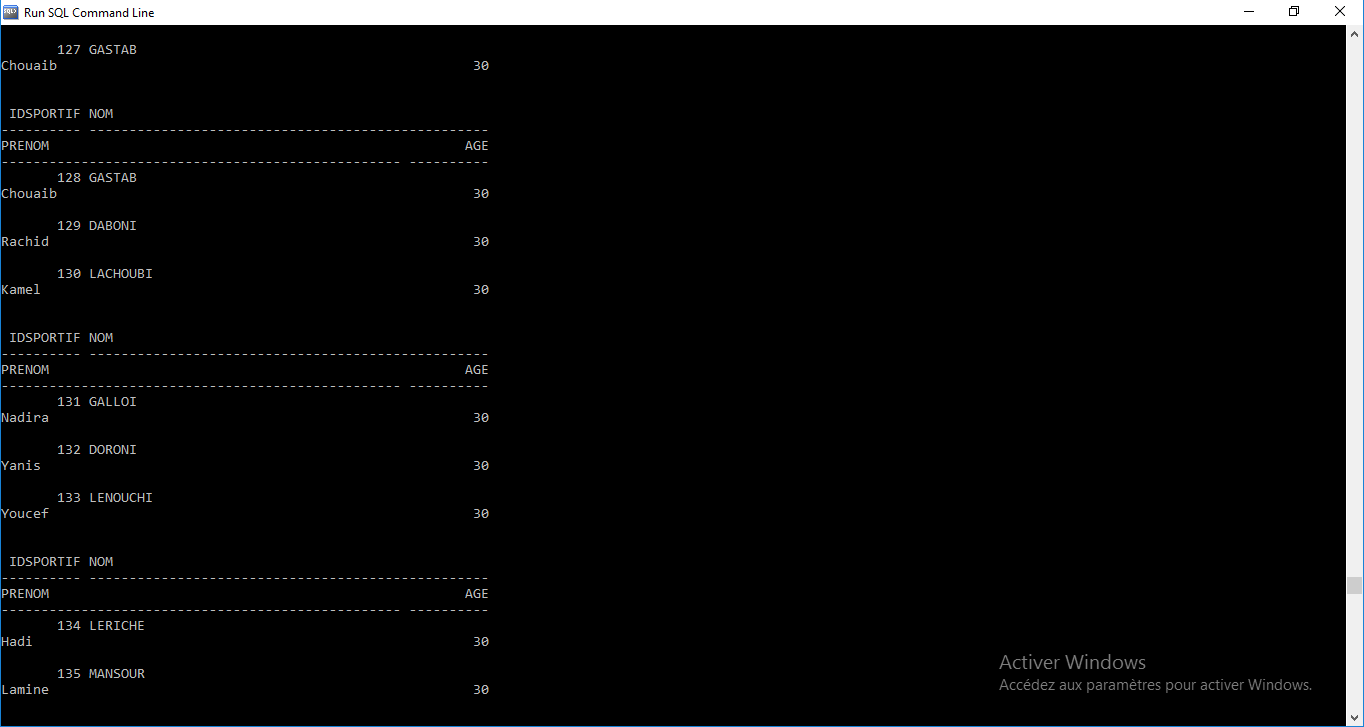 Run SQL Command Line
127 GASTAB
Chouaib 30
IDSPORTIF NOM
---------- --------------------------------------------------
PRENOM AGE
-------------------------------------------------- ----------
128 GASTAB
Chouaib 30
129 DABONI
Rachid 30
130 LACHOUBI
Kamel 30
IDSPORTIF NOM
---------- --------------------------------------------------
PRENOM AGE
-------------------------------------------------- ----------
131 GALLOI
Nadira 30
132 DORONI
Yanis 30
133 LENOUCHI
Youcef 30
IDSPORTIF NOM
---------- --------------------------------------------------
PRENOM AGE
-------------------------------------------------- ----------
134 LERICHE
Hadi 30
135 MANSOUR
Lamine 30
Activer Windows
Accédez aux paramètres pour activer Windows.